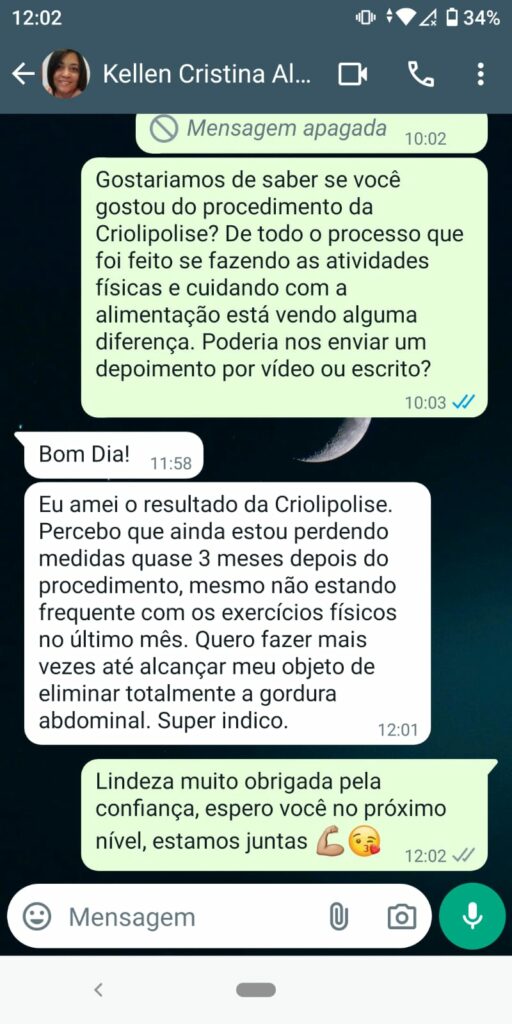 12:02
34%
Kellen Cristina Al...
Mensagem apagada 10:02
Gostariamos de saber se você
gostou do procedimento da
Criolipolise? De todo o processo que
foi feito se fazendo as atividades
físicas e cuidando com a
alimentação está vendo alguma
diferença. Poderia nos enviar um
depoimento por vídeo ou escrito?
10:03
Bom Dia! 11:58
Eu amei o resultado da Criolipolise.
Percebo que ainda estou perdendo
medidas quase 3 meses depois do
procedimento, mesmo não estando
frequente com os exercícios físicos
no último mês. Quero fazer mais
vezes até alcançar meu objeto de
eliminar totalmente a gordura
abdominal. Super indico.
12:01
Lindeza muito obrigada pela
confiança, espero você no próximo
nível, estamos juntas 💪🏽😘
12:02
Mensagem